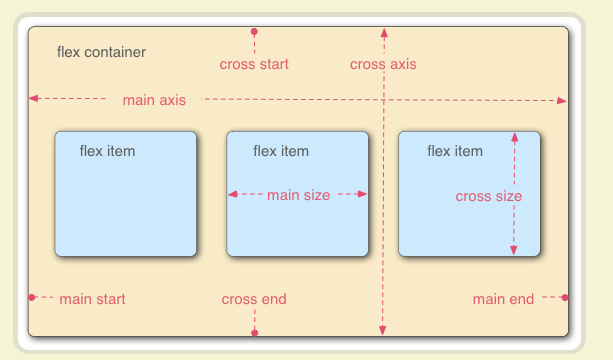 flex container
cross start
cross axis
main axis
flex item
flex item
flex item
main size
cross size
main start
cross end
main end